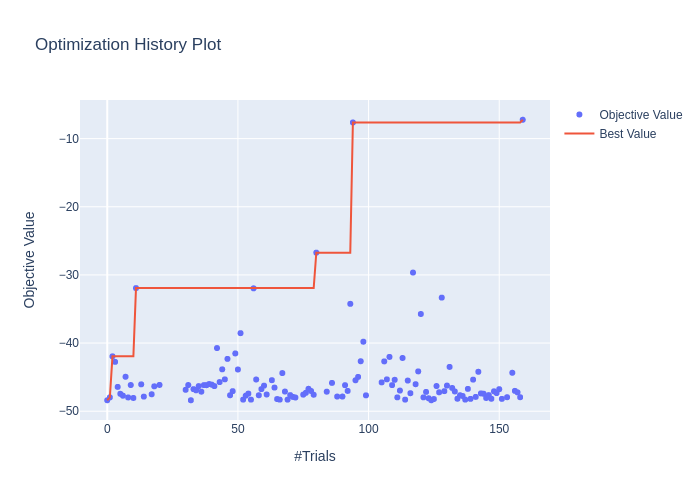 Optimization History Plot
Objective Value
Best Value
−10
−20
−30
−40
−50
Objective Value
0
50
100
150
#Trials